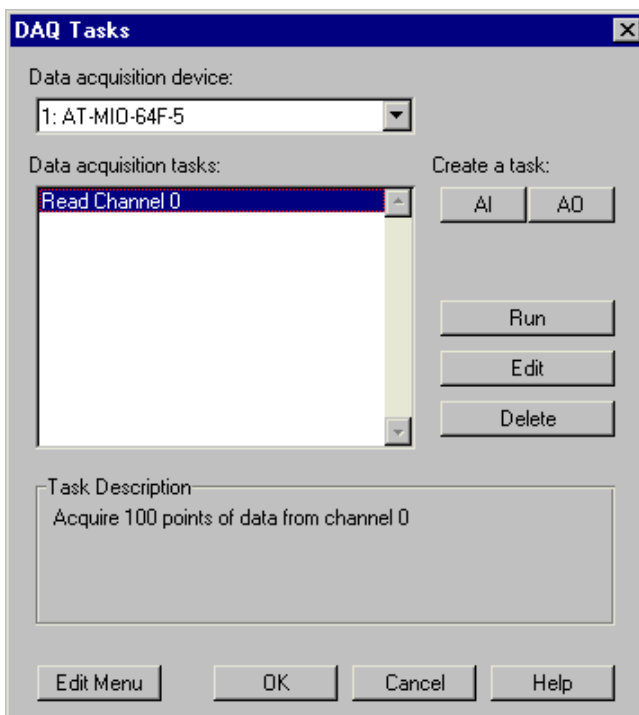 DAQ Tasks
Data acquisition device:
1: AT-MIO-64F-5
Data acquisition tasks:
Create a task:
Read Channel 0
AI
AO
Run
Edit
Delete
Task Description
Acquire 100 points of data from channel 0
Edit Menu
OK
Cancel
Help